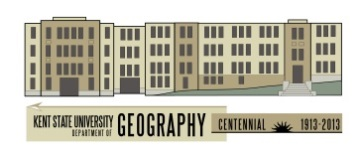 KENT STATE UNIVERSITY GEOGRAPHY CENTENNIAL 1913-2013
DEPARTMENT OF